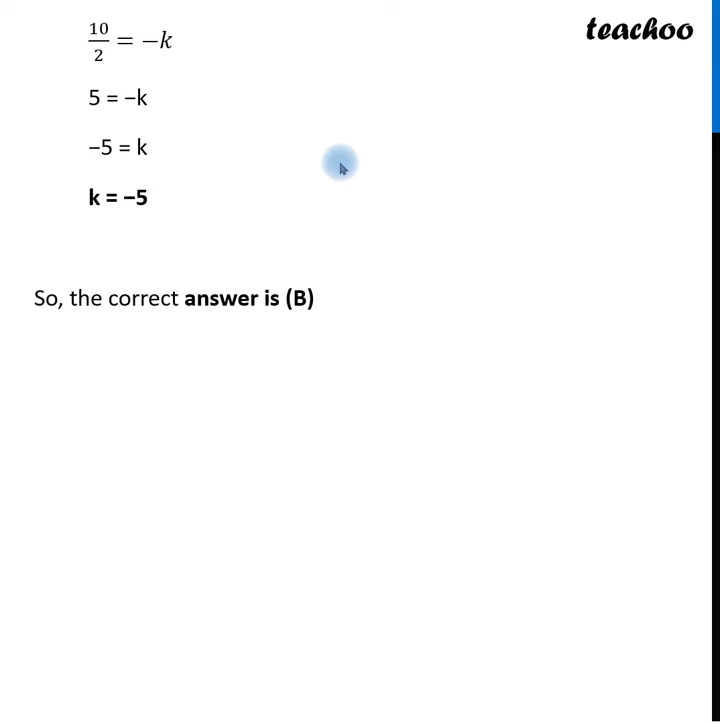 teachoo
10/2 = −k
5 = −k
−5 = k
k = −5
So, the correct answer is (B)